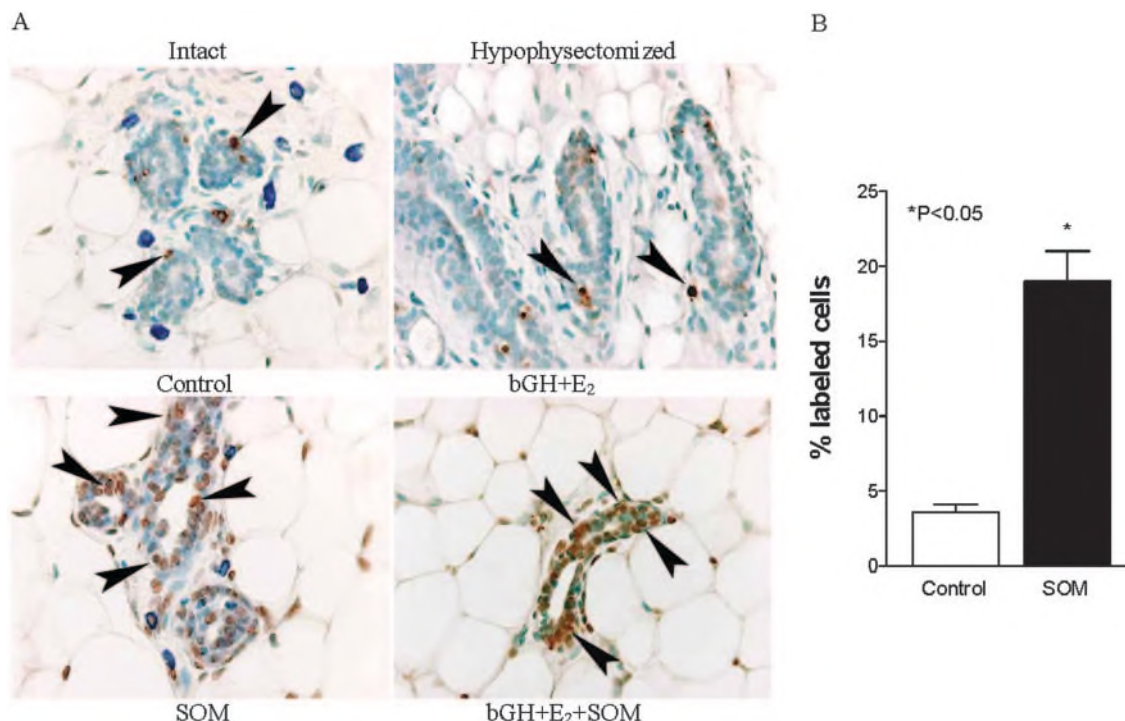 A
B
Intact
Hypophysectomized
Control
bGH+E₂
SOM
bGH+E₂+SOM
% labeled cells
25
20
15
10
5
0
*P<0.05
*
Control
SOM